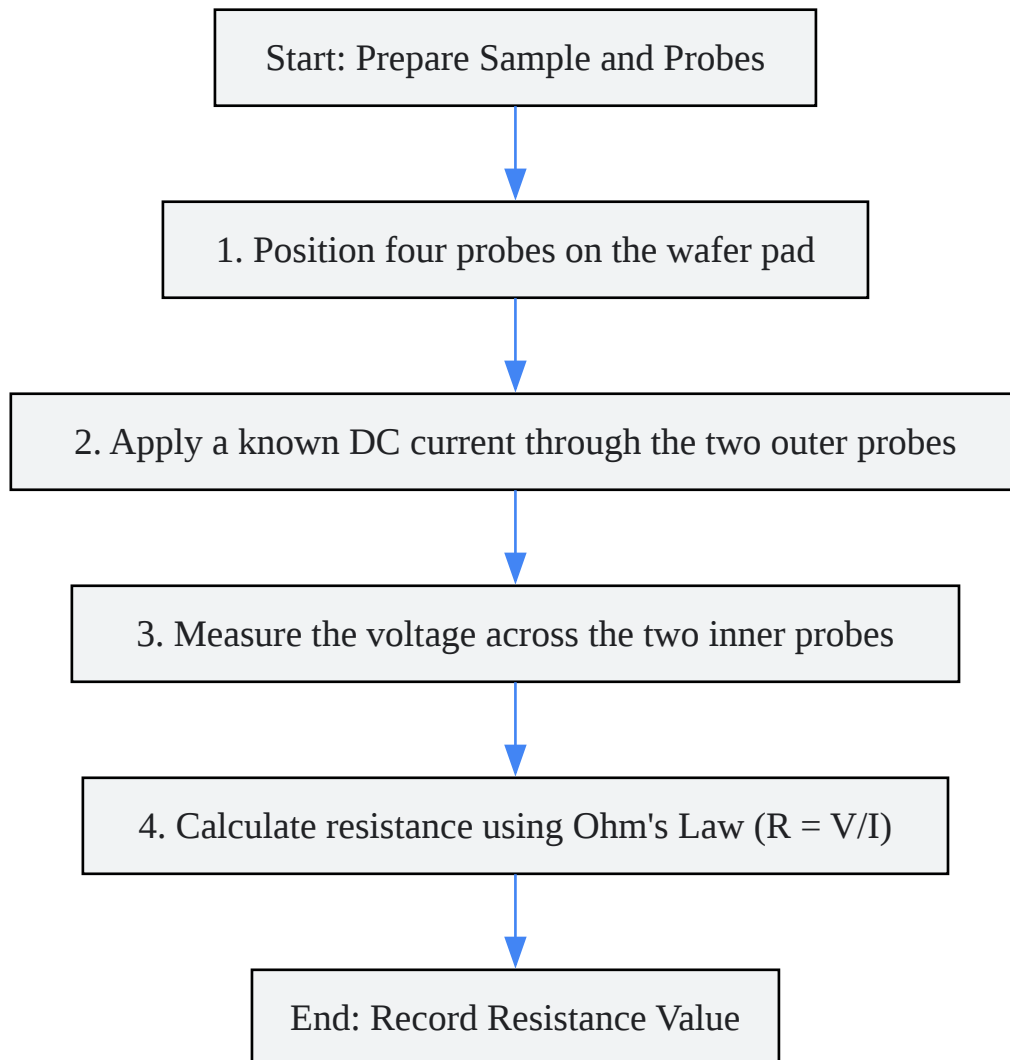 Start: Prepare Sample and Probes
1. Position four probes on the wafer pad
2. Apply a known DC current through the two outer probes
3. Measure the voltage across the two inner probes
4. Calculate resistance using Ohm's Law (R = V/I)
End: Record Resistance Value